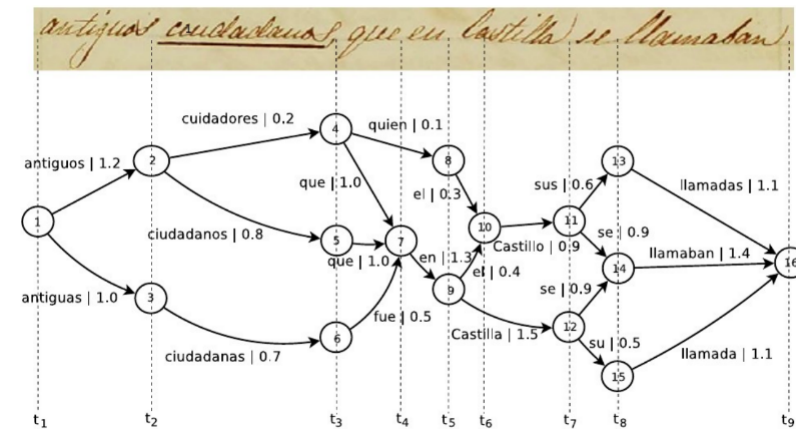 antiguos ciudadanos, que en Castilla se llamaban
cuidadores | 0.2
quien | 0.1
antiguos | 1.2
que | 1.0
el | 0.3
sus | 0.6
llamadas | 1.1
ciudadanos | 0.8
se | 0.9
que | 1.0
en | 1.3
Castillo | 0.9
llamaban | 1.4
el | 0.4
antiguas | 1.0
se | 0.9
fue | 0.5
Castilla | 1.5
su | 0.5
ciudadanas | 0.7
llamada | 1.1
1
2
3
4
5
6
7
8
9
10
11
12
13
14
15
16
t1 t2 t3 t4 t5 t6 t7 t8 t9